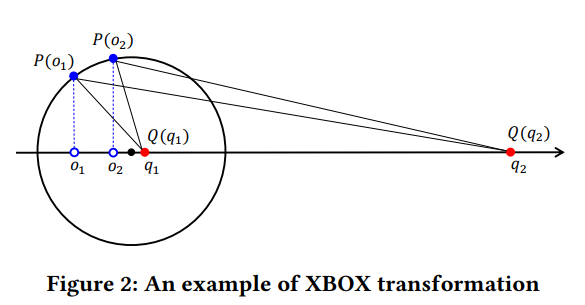 P(o₂)
P(o₁)
Q(q₁)
Q(q₂)
o₁ o₂ q₁ q₂
Figure 2: An example of XBOX transformation